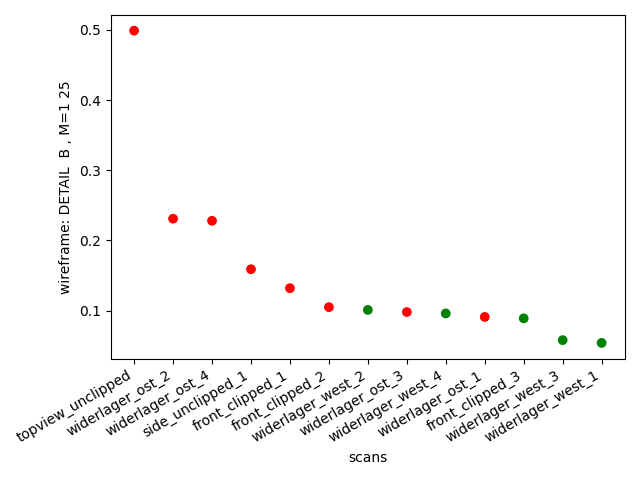 0.5
0.4
0.3
0.2
0.1
wireframe: DETAIL  B , M=1 25
topview_unclipped
widerlager_ost_2
widerlager_ost_4
side_unclipped_1
front_clipped_1
front_clipped_2
widerlager_west_2
widerlager_ost_3
widerlager_west_4
widerlager_ost_1
front_clipped_3
widerlager_west_3
widerlager_west_1
scans